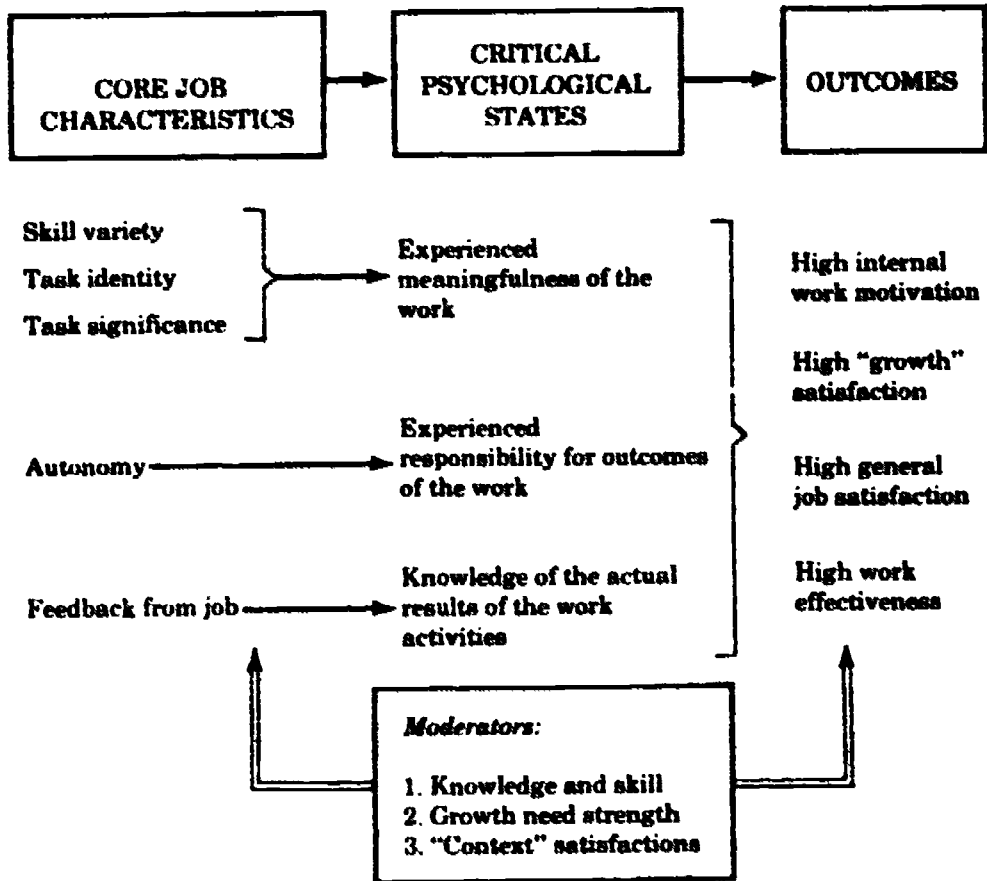 CORE JOB
CHARACTERISTICS
CRITICAL
PSYCHOLOGICAL
STATES
OUTCOMES
Skill variety
Task identity
Task significance
Experienced
meaningfulness of the
work
Autonomy
Experienced
responsibility for outcomes
of the work
Feedback from job
Knowledge of the actual
results of the work
activities
High internal
work motivation
High “growth”
satisfaction
High general
job satisfaction
High work
effectiveness
Moderators:
1. Knowledge and skill
2. Growth need strength
3. “Context” satisfactions